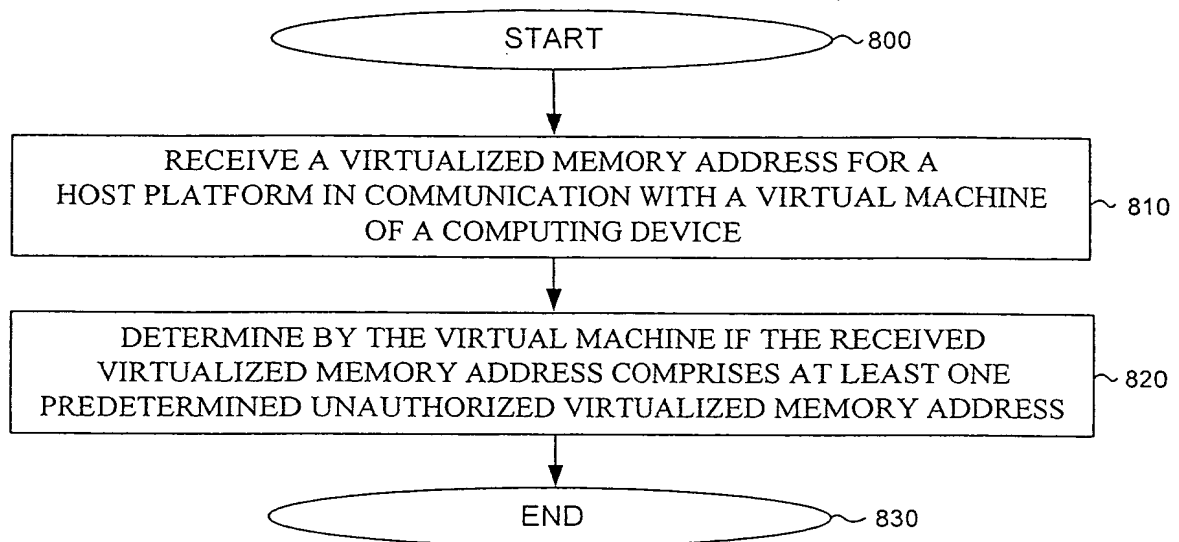 START
800
RECEIVE A VIRTUALIZED MEMORY ADDRESS FOR A
HOST PLATFORM IN COMMUNICATION WITH A VIRTUAL MACHINE
OF A COMPUTING DEVICE
810
DETERMINE BY THE VIRTUAL MACHINE IF THE RECEIVED
VIRTUALIZED MEMORY ADDRESS COMPRISES AT LEAST ONE
PREDETERMINED UNAUTHORIZED VIRTUALIZED MEMORY ADDRESS
820
END
830